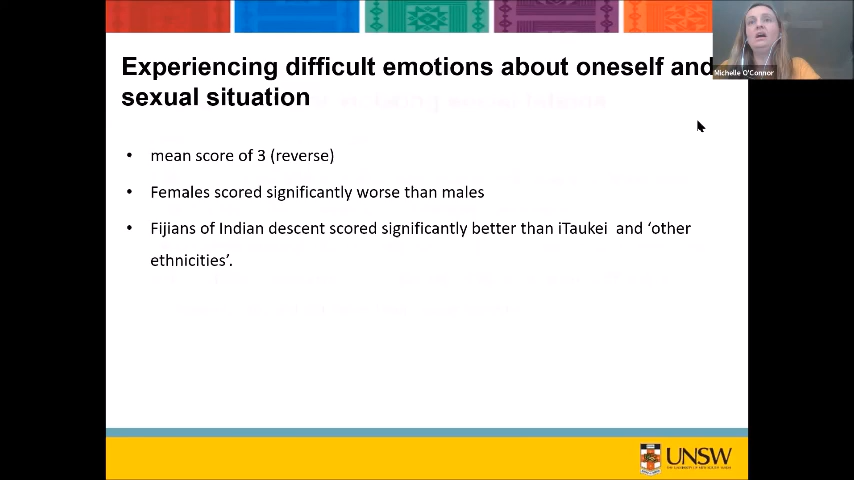 Experiencing difficult emotions about oneself and
sexual situation
• mean score of 3 (reverse)
• Females scored significantly worse than males
• Fijians of Indian descent scored significantly better than iTaukei and ‘other
ethnicities’.
Michelle O'Connor
UNSW